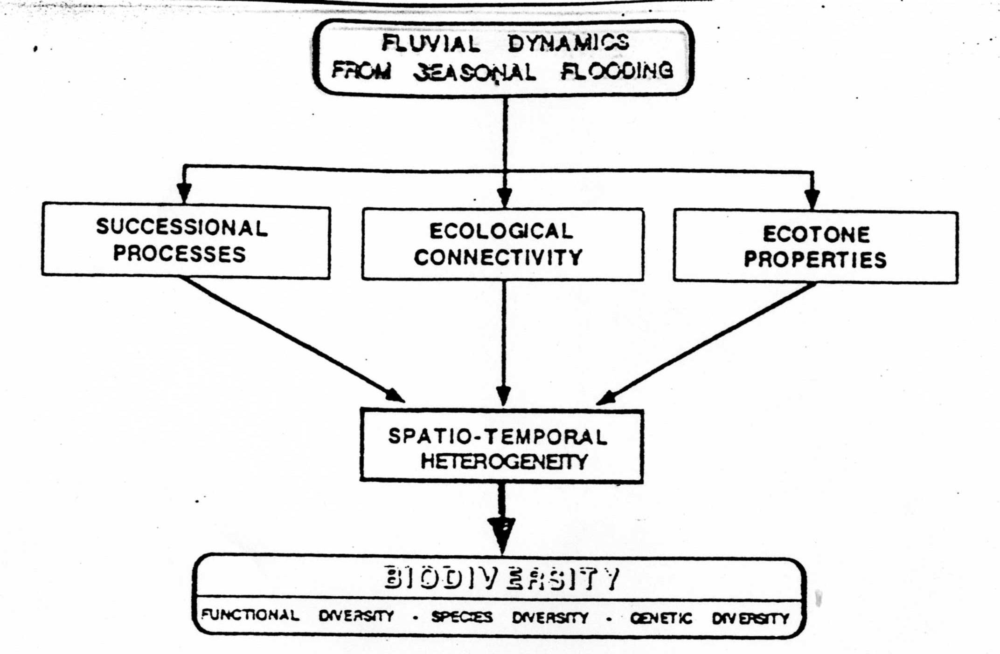 FLUVIAL DYNAMICS
FROM SEASONAL FLOODING
SUCCESSIONAL
PROCESSES
ECOLOGICAL
CONNECTIVITY
ECOTONE
PROPERTIES
SPATIO-TEMPORAL
HETEROGENEITY
BIODIVERSITY
FUNCTIONAL DIVERSITY • SPECIES DIVERSITY • GENETIC DIVERSITY